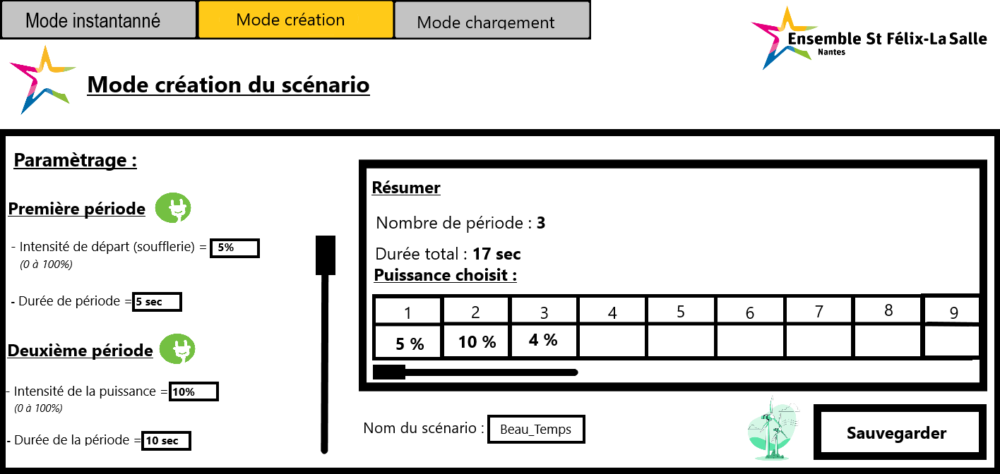 Mode instantanné
Mode création
Mode chargement
Ensemble St Félix-La Salle
Nantes
Mode création du scénario
Paramètrage :
Première période
- Intensité de départ (soufflerie) = 5%
(0 à 100%)
- Durée de période = 5 sec
Deuxième période
- Intensité de la puissance = 10%
(0 à 100%)
- Durée de la période = 10 sec
Résumer
Nombre de période : 3
Durée total : 17 sec
Puissance choisit :
1 2 3 4 5 6 7 8 9
5 % 10 % 4 %
Nom du scénario : Beau_Temps
Sauvegarder